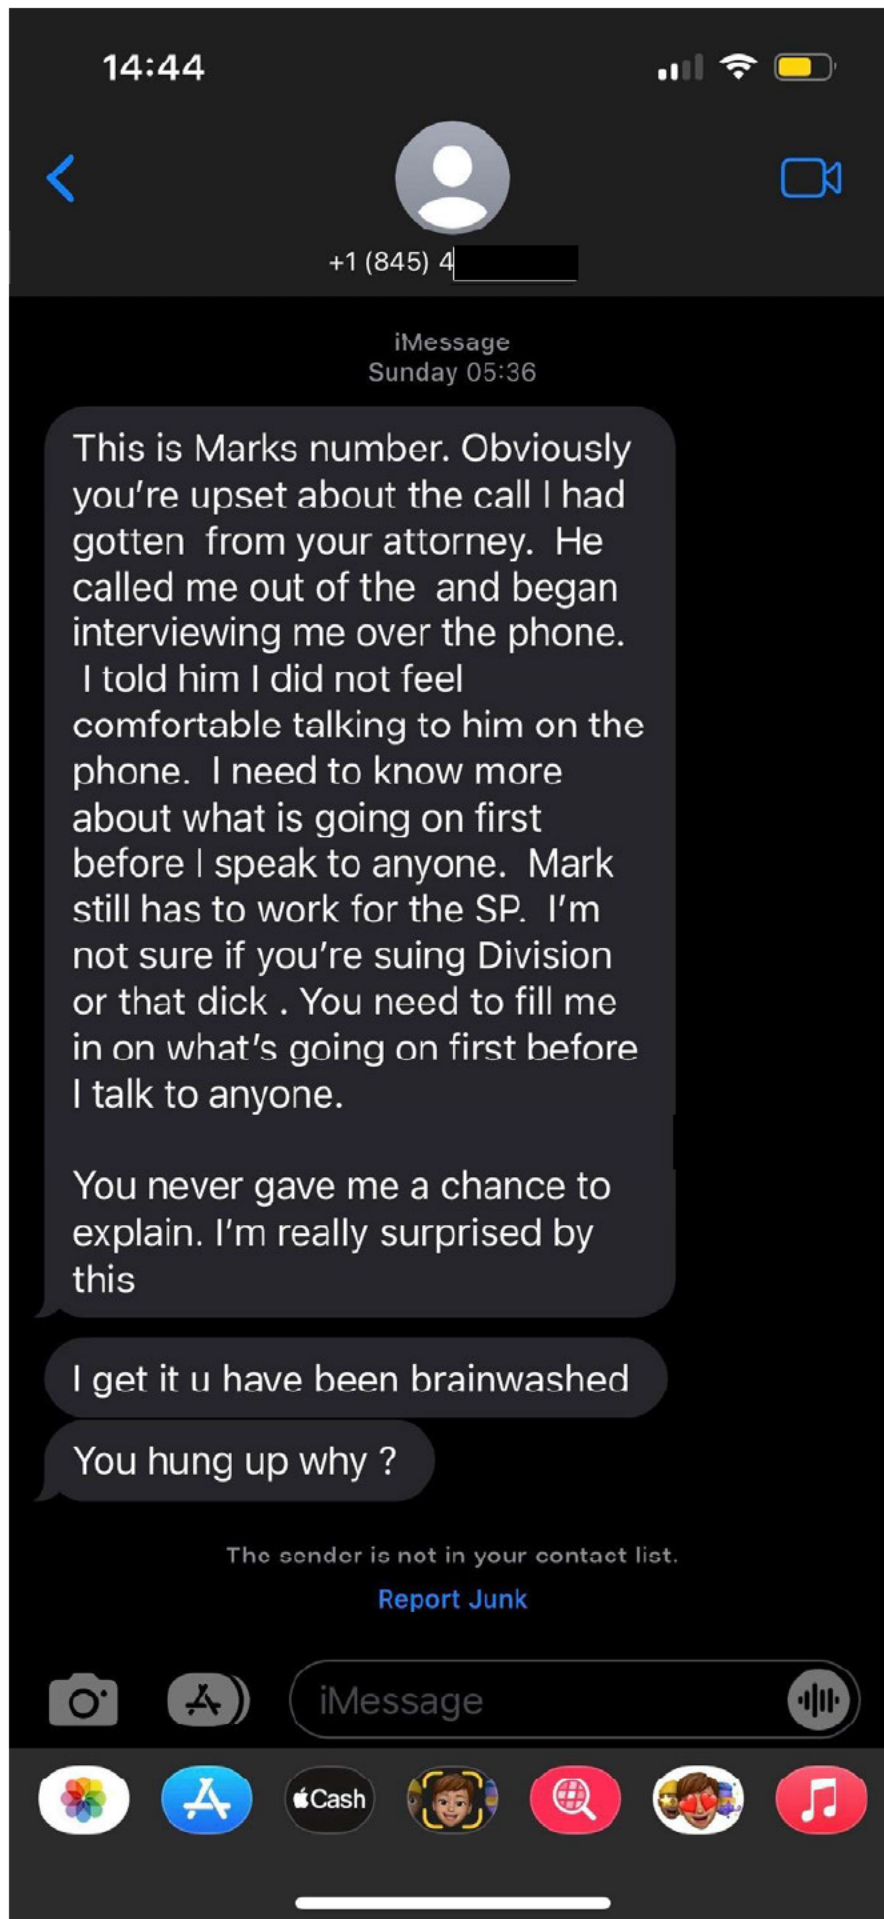 14:44
+1 (845) 4
iMessage
Sunday 05:36
This is Marks number. Obviously
you're upset about the call I had
gotten  from your attorney.  He
called me out of the  and began
interviewing me over the phone.
I told him I did not feel
comfortable talking to him on the
phone.  I need to know more
about what is going on first
before I speak to anyone.  Mark
still has to work for the SP.  I'm
not sure if you're suing Division
or that dick . You need to fill me
in on what's going on first before
I talk to anyone.
You never gave me a chance to
explain. I'm really surprised by
this
I get it u have been brainwashed
You hung up why ?
The sender is not in your contact list.
Report Junk
iMessage
Cash